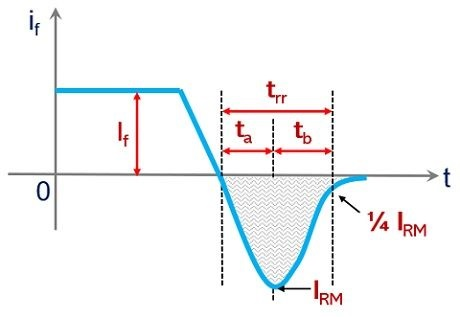 i_f
t_rr
I_f
t_a
t_b
0
t
¼ I_RM
I_RM